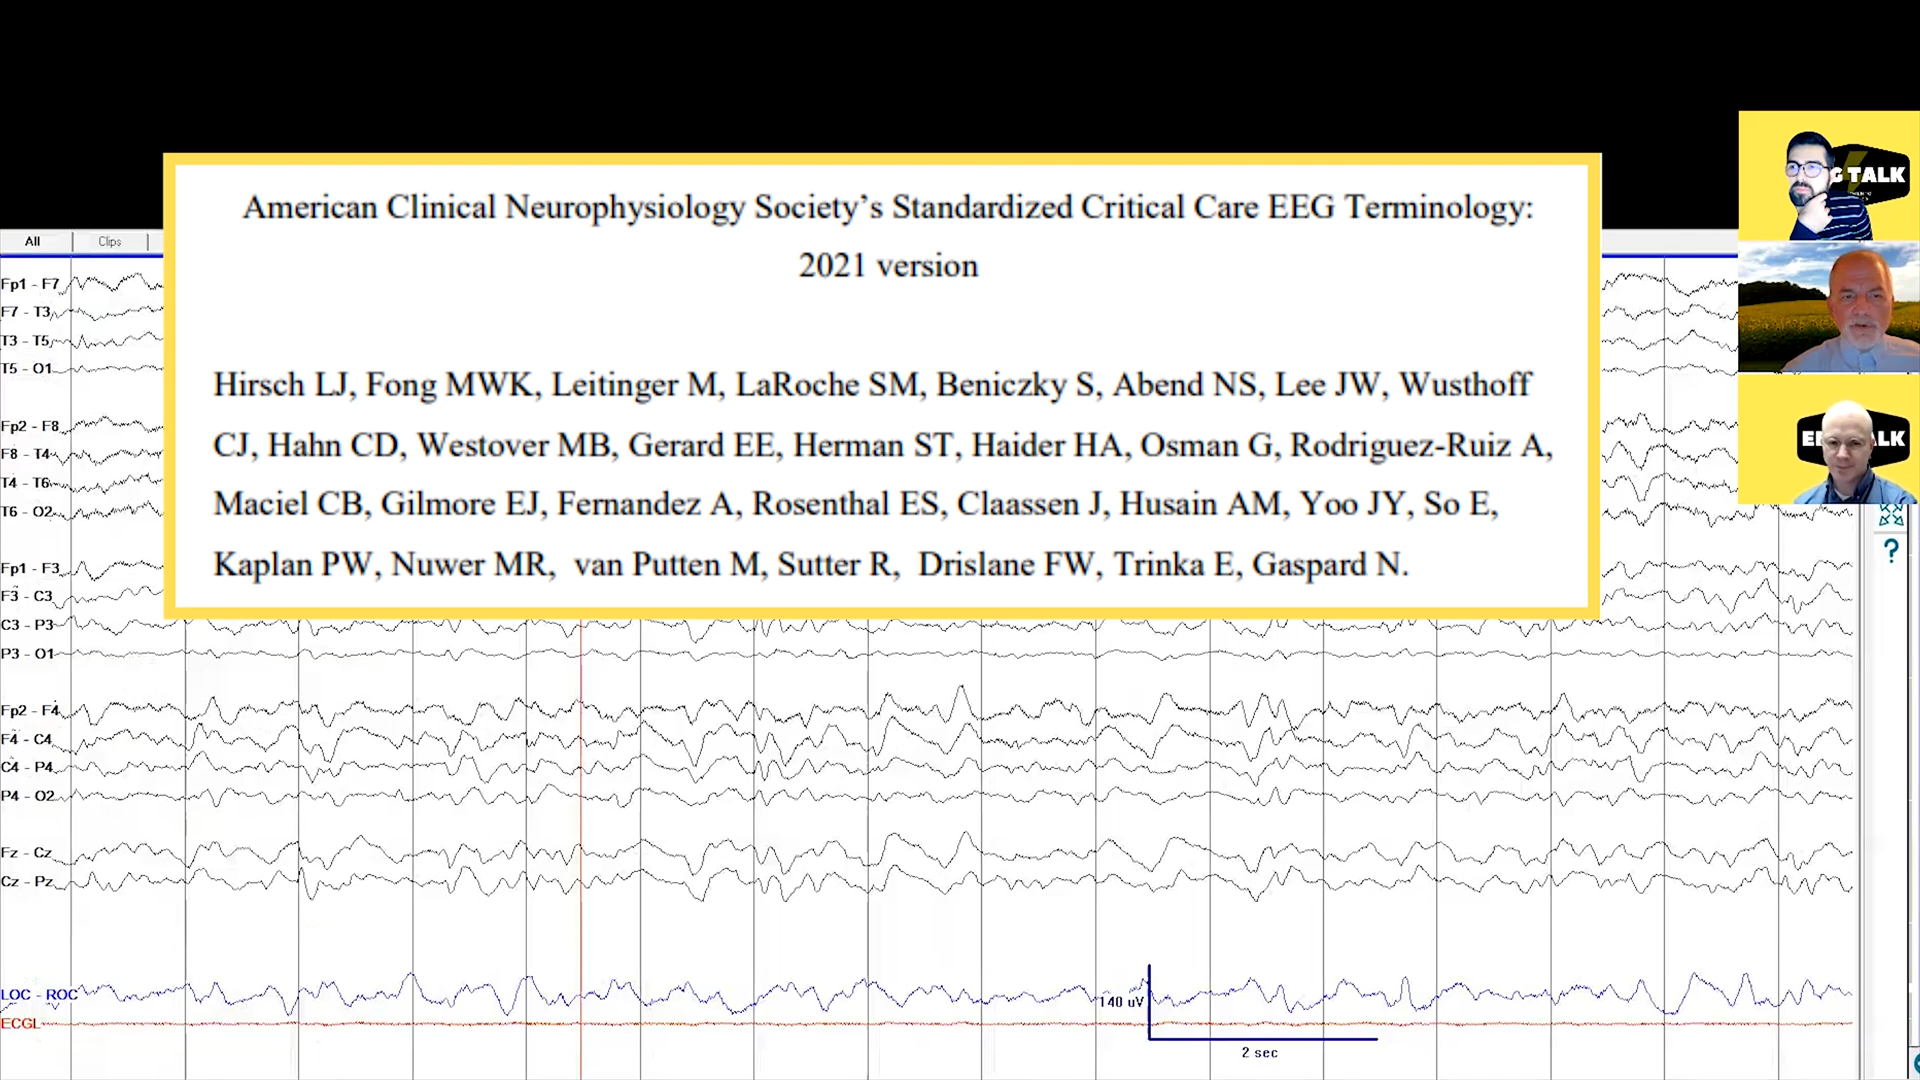 American Clinical Neurophysiology Society's Standardized Critical Care EEG Terminology:
2021 version
Hirsch LJ, Fong MWK, Leitinger M, LaRoche SM, Beniczky S, Abend NS, Lee JW, Wusthoff
CJ, Hahn CD, Westover MB, Gerard EE, Herman ST, Haider HA, Osman G, Rodriguez-Ruiz A,
Maciel CB, Gilmore EJ, Fernandez A, Rosenthal ES, Claassen J, Husain AM, Yoo JY, So E,
Kaplan PW, Nuwer MR, van Putten M, Sutter R, Drislane FW, Trinka E, Gaspard N.
All Clips
Fp1 - F7
F7 - T3
T3 - T5
T5 - O1
Fp2 - F8
F8 - T4
T4 - T6
T6 - O2
Fp1 - F3
F3 - C3
C3 - P3
P3 - O1
Fp2 - F4
F4 - C4
C4 - P4
P4 - O2
Fz - Cz
Cz - Pz
LOC - ROC
ECGL
140 uV
2 sec
G TALK
?